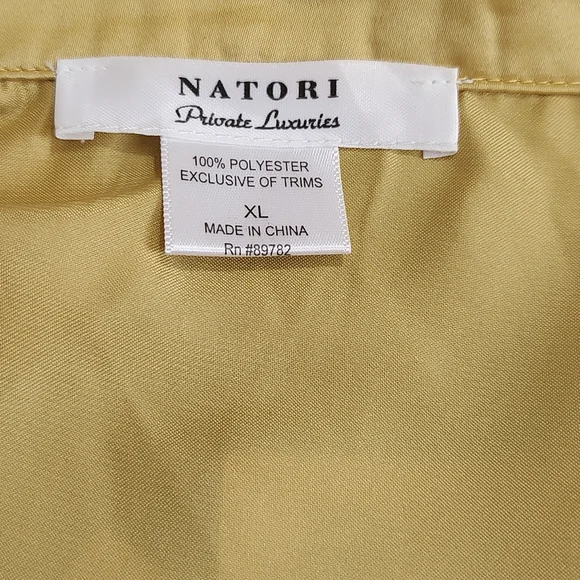 NATORI
Private Luxuries
100% POLYESTER
EXCLUSIVE OF TRIMS
XL
MADE IN CHINA
Rn #89782